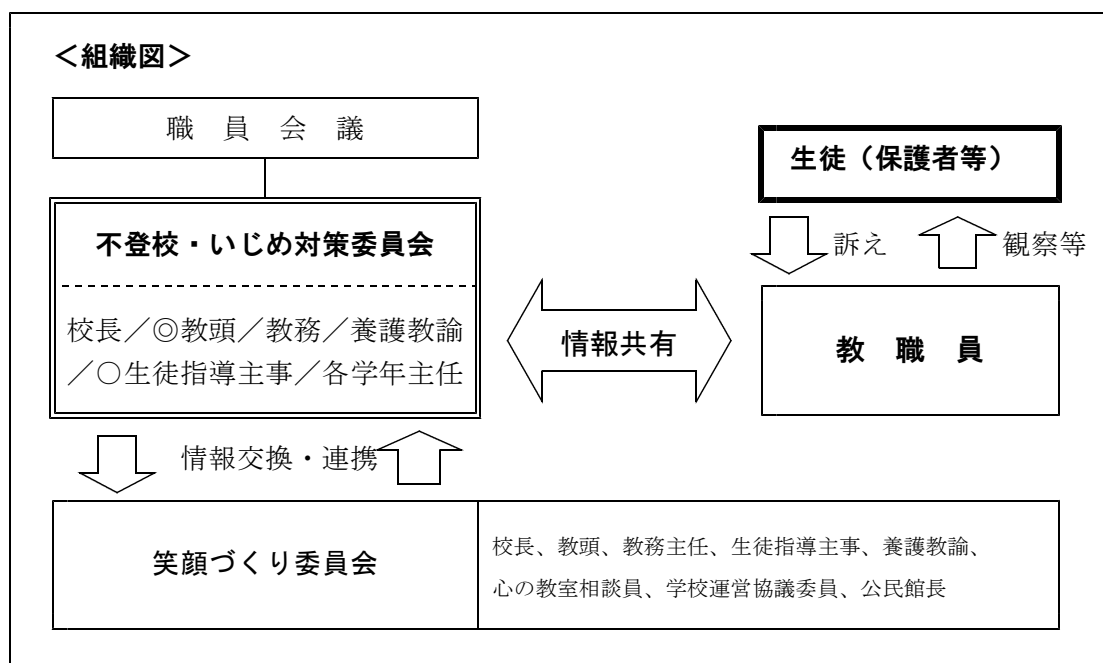 ＜組織図＞
職　員　会　議
生徒（保護者等）
不登校・いじめ対策委員会
訴え
観察等
校長／◎教頭／教務／養護教諭
／○生徒指導主事／各学年主任
情報共有
教　職　員
情報交換・連携
笑顔づくり委員会
校長、教頭、教務主任、生徒指導主事、養護教諭、
心の教室相談員、学校運営協議委員、公民館長